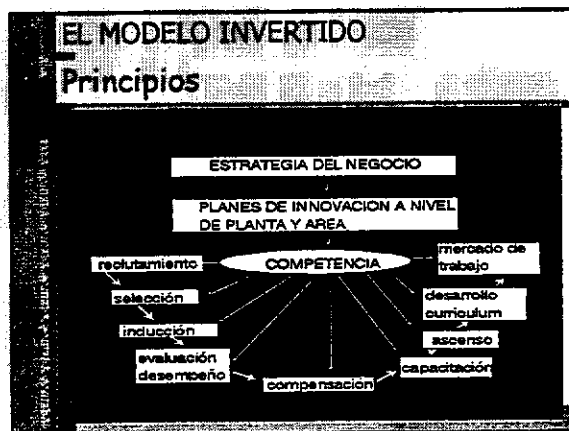 EL MODELO INVERTIDO
Principios
ESTRATEGIA DEL NEGOCIO
PLANES DE INNOVACION A NIVEL
DE PLANTA Y AREA
COMPETENCIA
reclutamiento
selección
inducción
evaluación
desempeño
compensación
capacitación
ascenso
desarrollo
curriculum
mercado de
trabajo